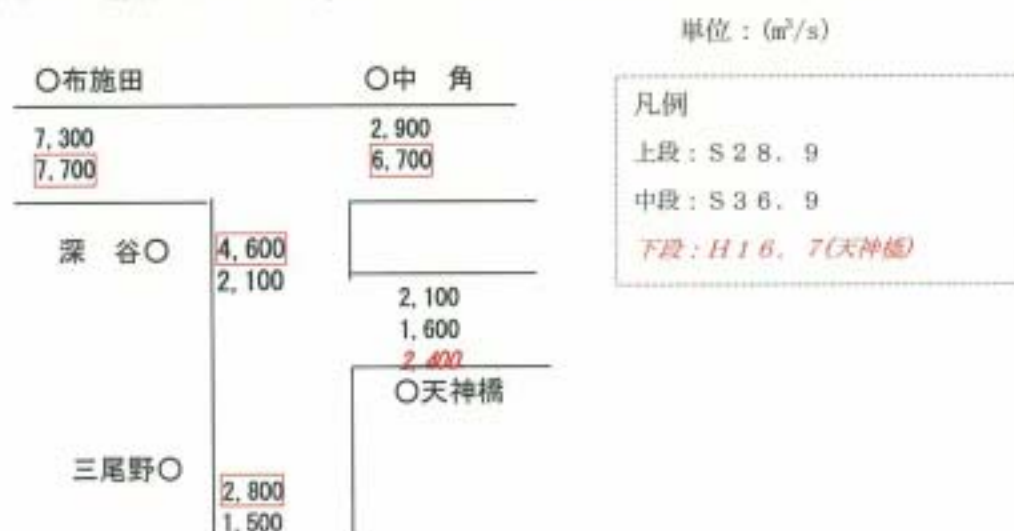 単位：(m³/s)
○布施田
○中　角
7,300
7,700
2,900
6,700
凡例
上段：Ｓ２８．９
中段：Ｓ３６．９
下段：Ｈ１６．７(天神橋)
深　谷○
4,600
2,100
2,100
1,600
2,400
○天神橋
三尾野○
2,800
1,500